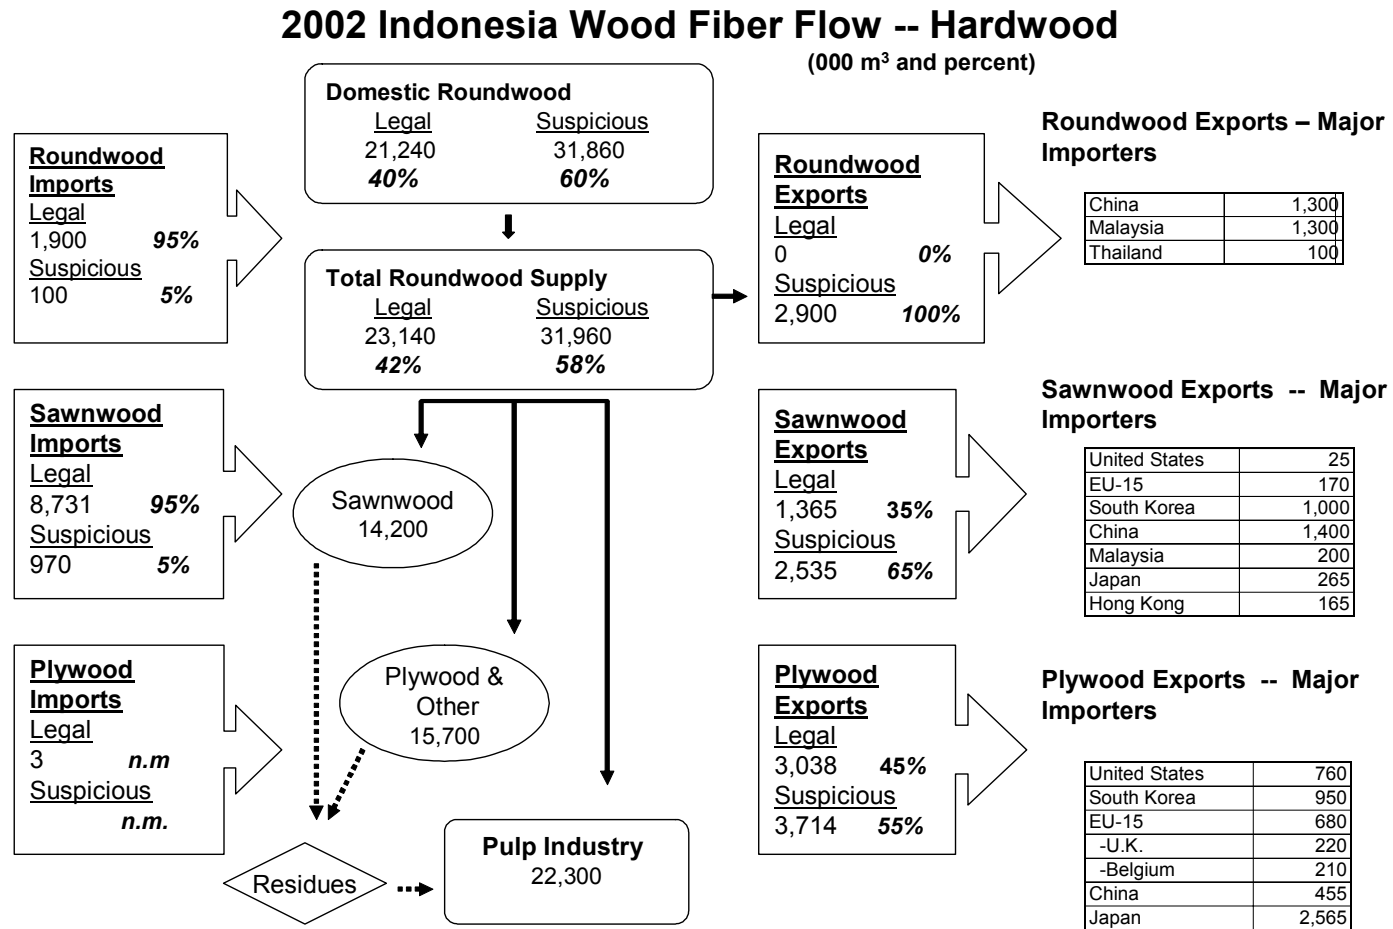 2002 Indonesia Wood Fiber Flow -- Hardwood
(000 m³ and percent)
Domestic Roundwood
Legal Suspicious
21,240 31,860
40% 60%
Roundwood
Imports
Legal
1,900 95%
Suspicious
100 5%
Total Roundwood Supply
Legal Suspicious
23,140 31,960
42% 58%
Roundwood
Exports
Legal
0 0%
Suspicious
2,900 100%
Roundwood Exports – Major
Importers
China 1,300
Malaysia 1,300
Thailand 100
Sawnwood
Imports
Legal
8,731 95%
Suspicious
970 5%
Sawnwood
14,200
Sawnwood
Exports
Legal
1,365 35%
Suspicious
2,535 65%
Sawnwood Exports -- Major
Importers
United States 25
EU-15 170
South Korea 1,000
China 1,400
Malaysia 200
Japan 265
Hong Kong 165
Plywood
Imports
Legal
3 n.m
Suspicious
n.m.
Plywood &
Other
15,700
Plywood
Exports
Legal
3,038 45%
Suspicious
3,714 55%
Plywood Exports -- Major
Importers
United States 760
South Korea 950
EU-15 680
-U.K. 220
-Belgium 210
China 455
Japan 2,565
Residues
Pulp Industry
22,300